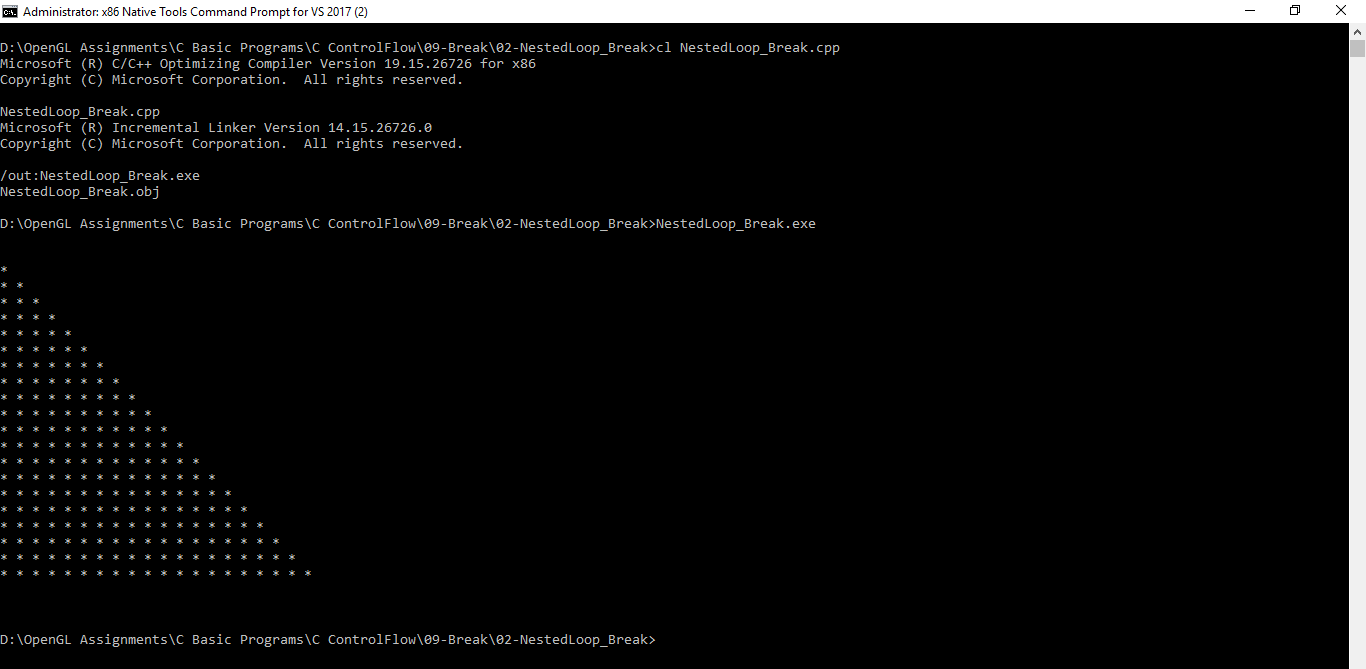 Administrator: x86 Native Tools Command Prompt for VS 2017 (2)
D:\OpenGL Assignments\C Basic Programs\C ControlFlow\09-Break\02-NestedLoop_Break>cl NestedLoop_Break.cpp
Microsoft (R) C/C++ Optimizing Compiler Version 19.15.26726 for x86
Copyright (C) Microsoft Corporation.  All rights reserved.
NestedLoop_Break.cpp
Microsoft (R) Incremental Linker Version 14.15.26726.0
Copyright (C) Microsoft Corporation.  All rights reserved.
/out:NestedLoop_Break.exe
NestedLoop_Break.obj
D:\OpenGL Assignments\C Basic Programs\C ControlFlow\09-Break\02-NestedLoop_Break>NestedLoop_Break.exe
*
* *
* * *
* * * *
* * * * *
* * * * * *
* * * * * * *
* * * * * * * *
* * * * * * * * *
* * * * * * * * * *
* * * * * * * * * * *
* * * * * * * * * * * *
* * * * * * * * * * * * *
* * * * * * * * * * * * * *
* * * * * * * * * * * * * * *
* * * * * * * * * * * * * * * *
* * * * * * * * * * * * * * * * *
* * * * * * * * * * * * * * * * * *
* * * * * * * * * * * * * * * * * * *
* * * * * * * * * * * * * * * * * * * *
D:\OpenGL Assignments\C Basic Programs\C ControlFlow\09-Break\02-NestedLoop_Break>